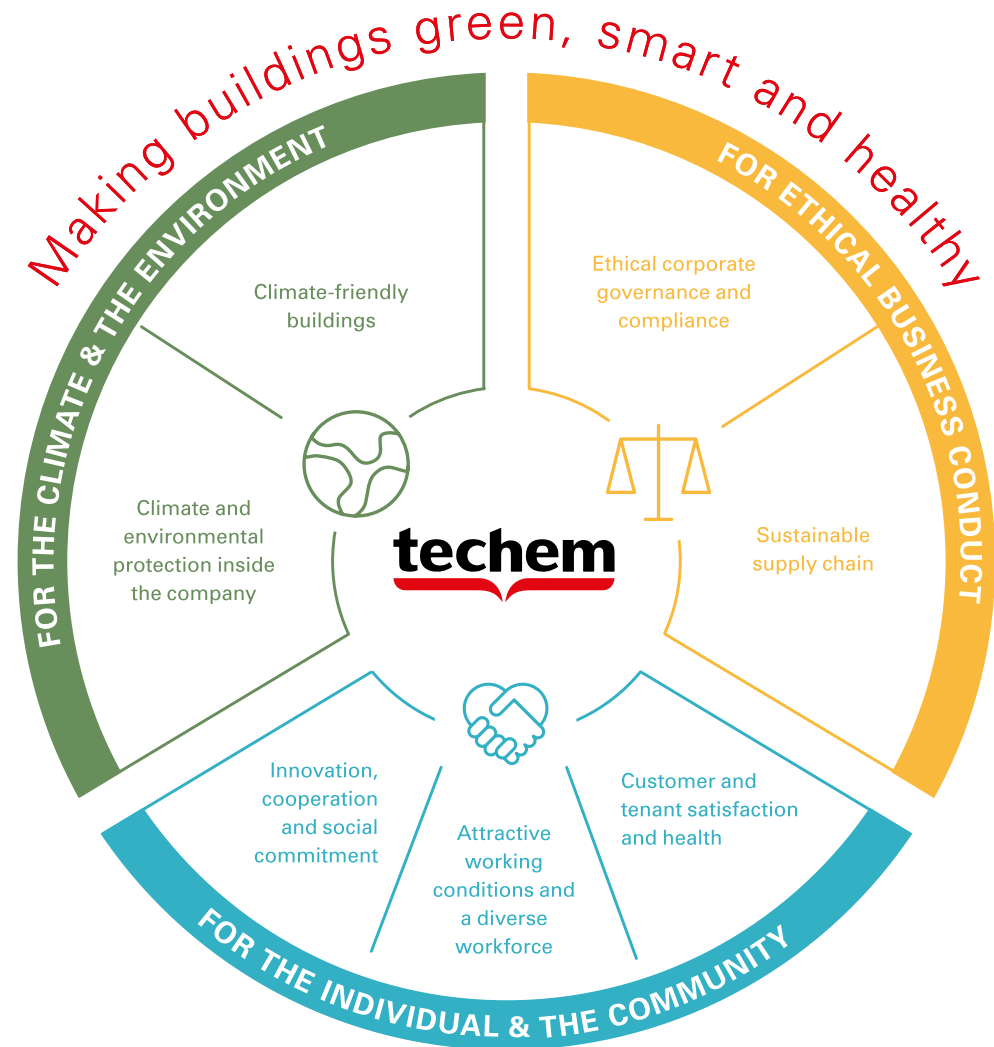 Making buildings green, smart and healthy
FOR THE CLIMATE & THE ENVIRONMENT
Climate-friendly
buildings
Climate and
environmental
protection inside
the company
FOR ETHICAL BUSINESS CONDUCT
Ethical corporate
governance and
compliance
Sustainable
supply chain
techem
Innovation,
cooperation
and social
commitment
Attractive
working
conditions and
a diverse
workforce
Customer and
tenant satisfaction
and health
FOR THE INDIVIDUAL & THE COMMUNITY